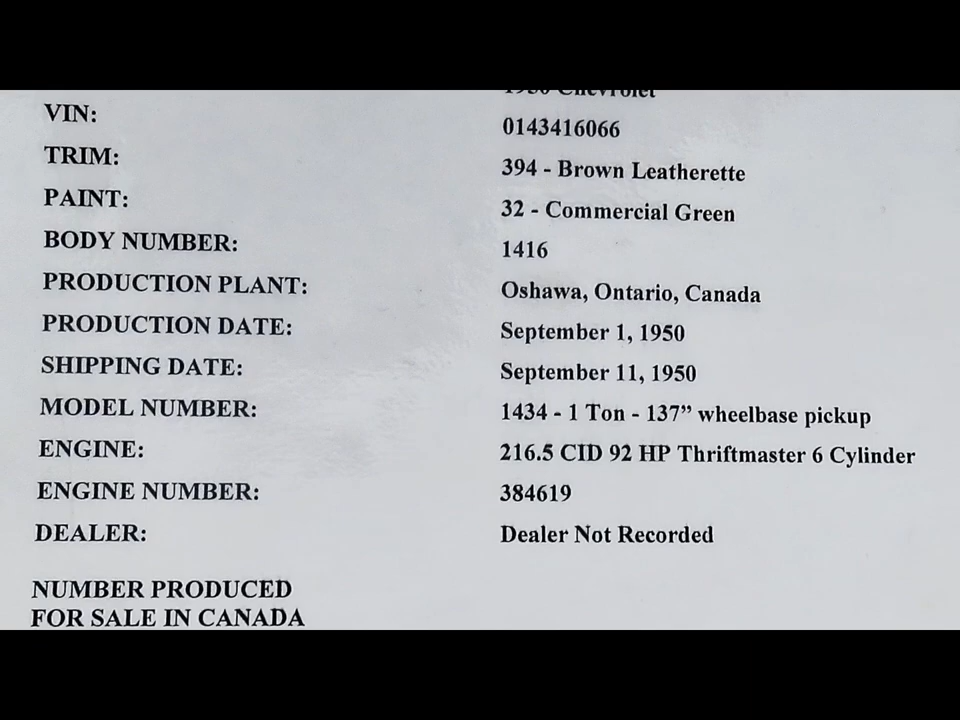 1950 Chevrolet
VIN: 0143416066
TRIM: 394 - Brown Leatherette
PAINT: 32 - Commercial Green
BODY NUMBER: 1416
PRODUCTION PLANT: Oshawa, Ontario, Canada
PRODUCTION DATE: September 1, 1950
SHIPPING DATE: September 11, 1950
MODEL NUMBER: 1434 - 1 Ton - 137” wheelbase pickup
ENGINE: 216.5 CID 92 HP Thriftmaster 6 Cylinder
ENGINE NUMBER: 384619
DEALER: Dealer Not Recorded
NUMBER PRODUCED
FOR SALE IN CANADA